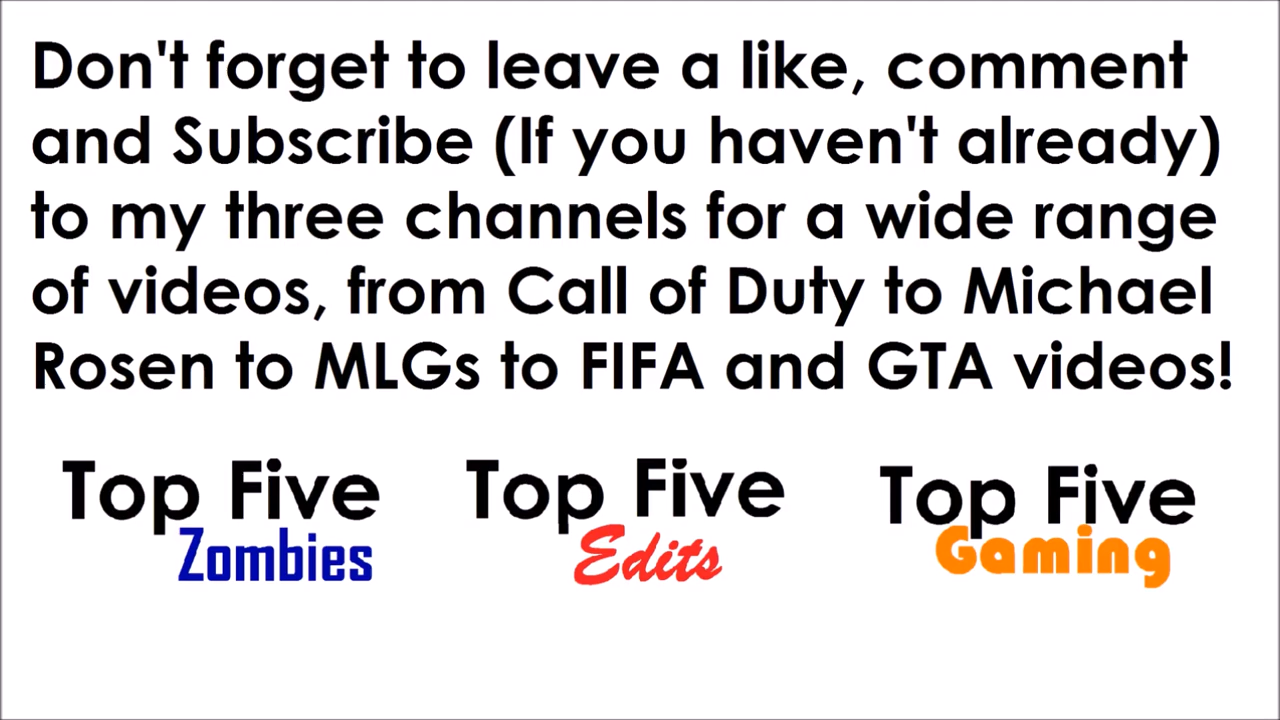 Don't forget to leave a like, comment
and Subscribe (If you haven't already)
to my three channels for a wide range
of videos, from Call of Duty to Michael
Rosen to MLGs to FIFA and GTA videos!
Top Five
Zombies
Top Five
Edits
Top Five
Gaming